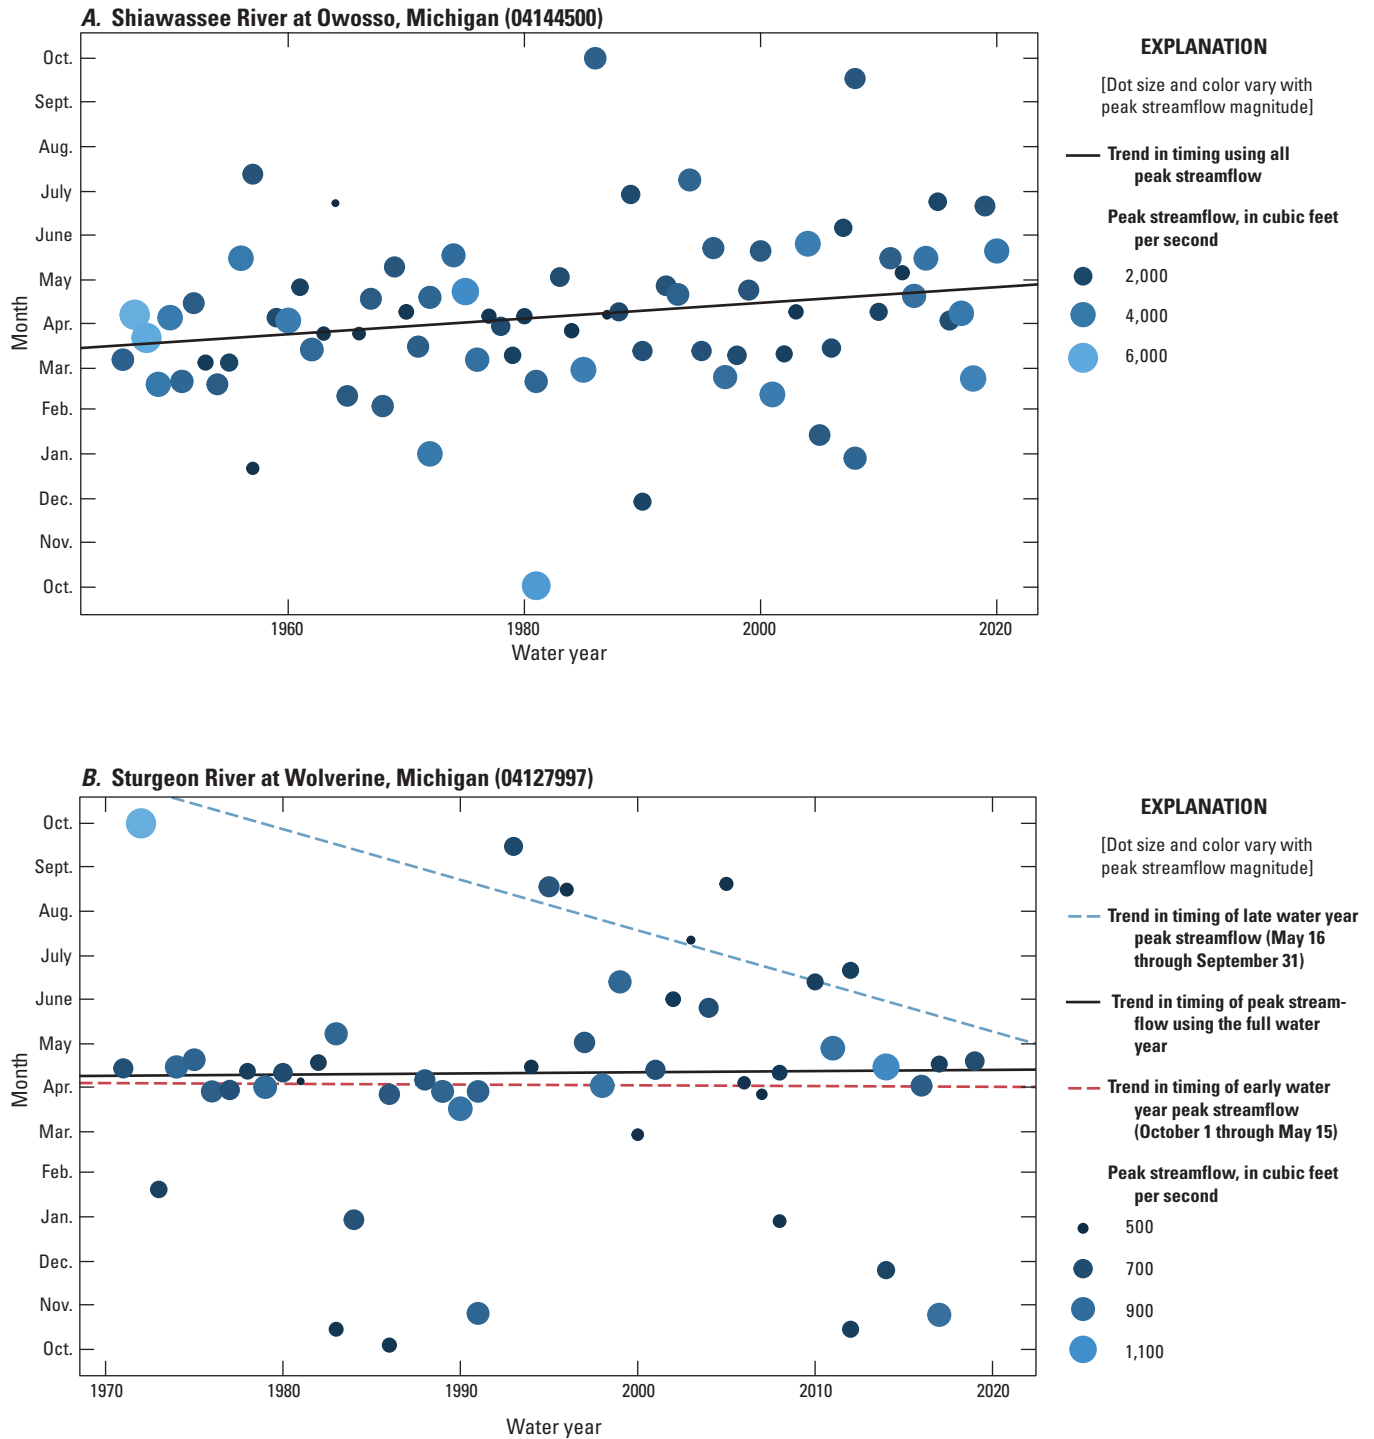 A. Shiawassee River at Owosso, Michigan (04144500)
Oct.
Sept.
Aug.
July
June
May
Apr.
Mar.
Feb.
Jan.
Dec.
Nov.
Oct.
Month
1960
1980
2000
2020
Water year
EXPLANATION
[Dot size and color vary with
peak streamflow magnitude]
Trend in timing using all
peak streamflow
Peak streamflow, in cubic feet
per second
2,000
4,000
6,000
B. Sturgeon River at Wolverine, Michigan (04127997)
Oct.
Sept.
Aug.
July
June
May
Apr.
Mar.
Feb.
Jan.
Dec.
Nov.
Oct.
Month
1970
1980
1990
2000
2010
2020
Water year
EXPLANATION
[Dot size and color vary with
peak streamflow magnitude]
Trend in timing of late water year
peak streamflow (May 16
through September 31)
Trend in timing of peak stream-
flow using the full water
year
Trend in timing of early water
year peak streamflow
(October 1 through May 15)
Peak streamflow, in cubic feet
per second
500
700
900
1,100